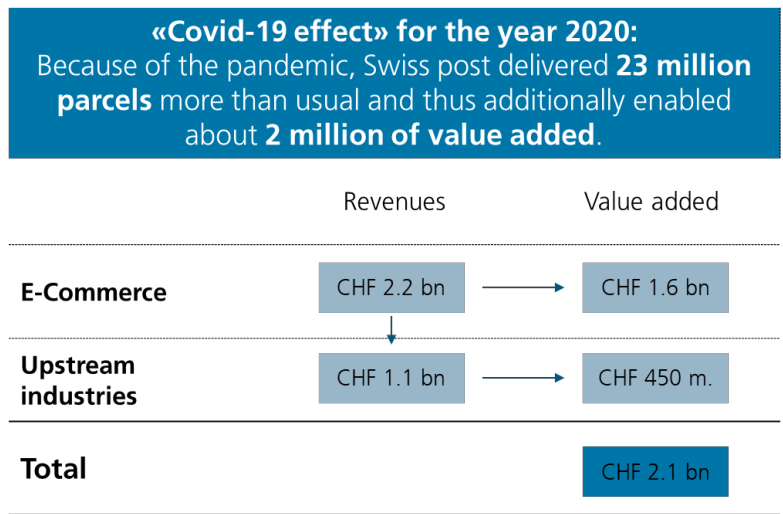 «Covid-19 effect» for the year 2020:
Because of the pandemic, Swiss post delivered 23 million
parcels more than usual and thus additionally enabled
about 2 million of value added.
Revenues Value added
E-Commerce CHF 2.2 bn CHF 1.6 bn
Upstream
industries CHF 1.1 bn CHF 450 m.
Total CHF 2.1 bn